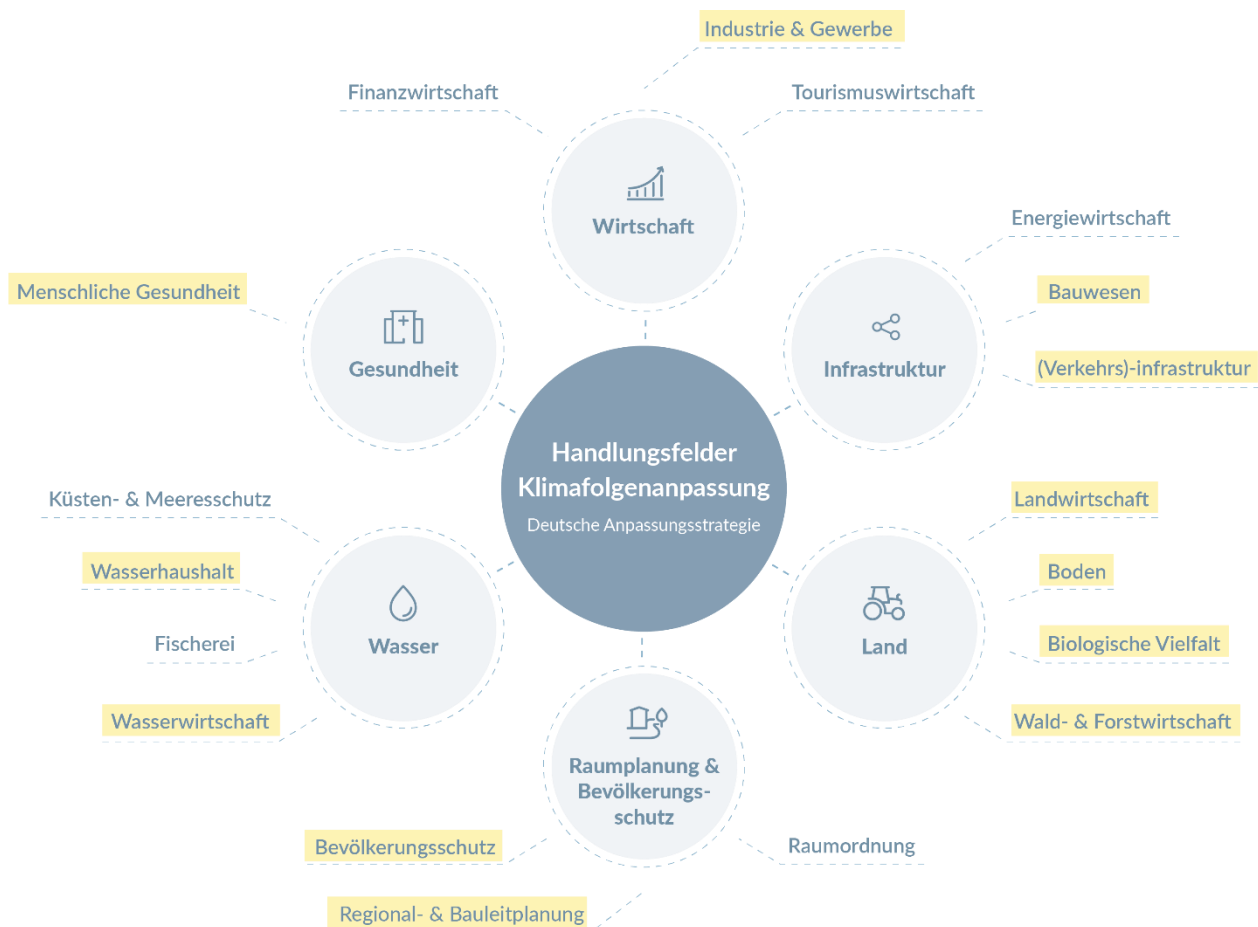 Industrie & Gewerbe
Finanzwirtschaft
Tourismuswirtschaft
Wirtschaft
Energiewirtschaft
Bauwesen
(Verkehrs)-infrastruktur
Infrastruktur
Menschliche Gesundheit
Gesundheit
Handlungsfelder
Klimafolgenanpassung
Deutsche Anpassungsstrategie
Küsten- & Meeresschutz
Wasserhaushalt
Fischerei
Wasserwirtschaft
Wasser
Landwirtschaft
Boden
Biologische Vielfalt
Wald- & Forstwirtschaft
Land
Raumplanung &
Bevölkerungs-
schutz
Bevölkerungsschutz
Raumordnung
Regional- & Bauleitplanung